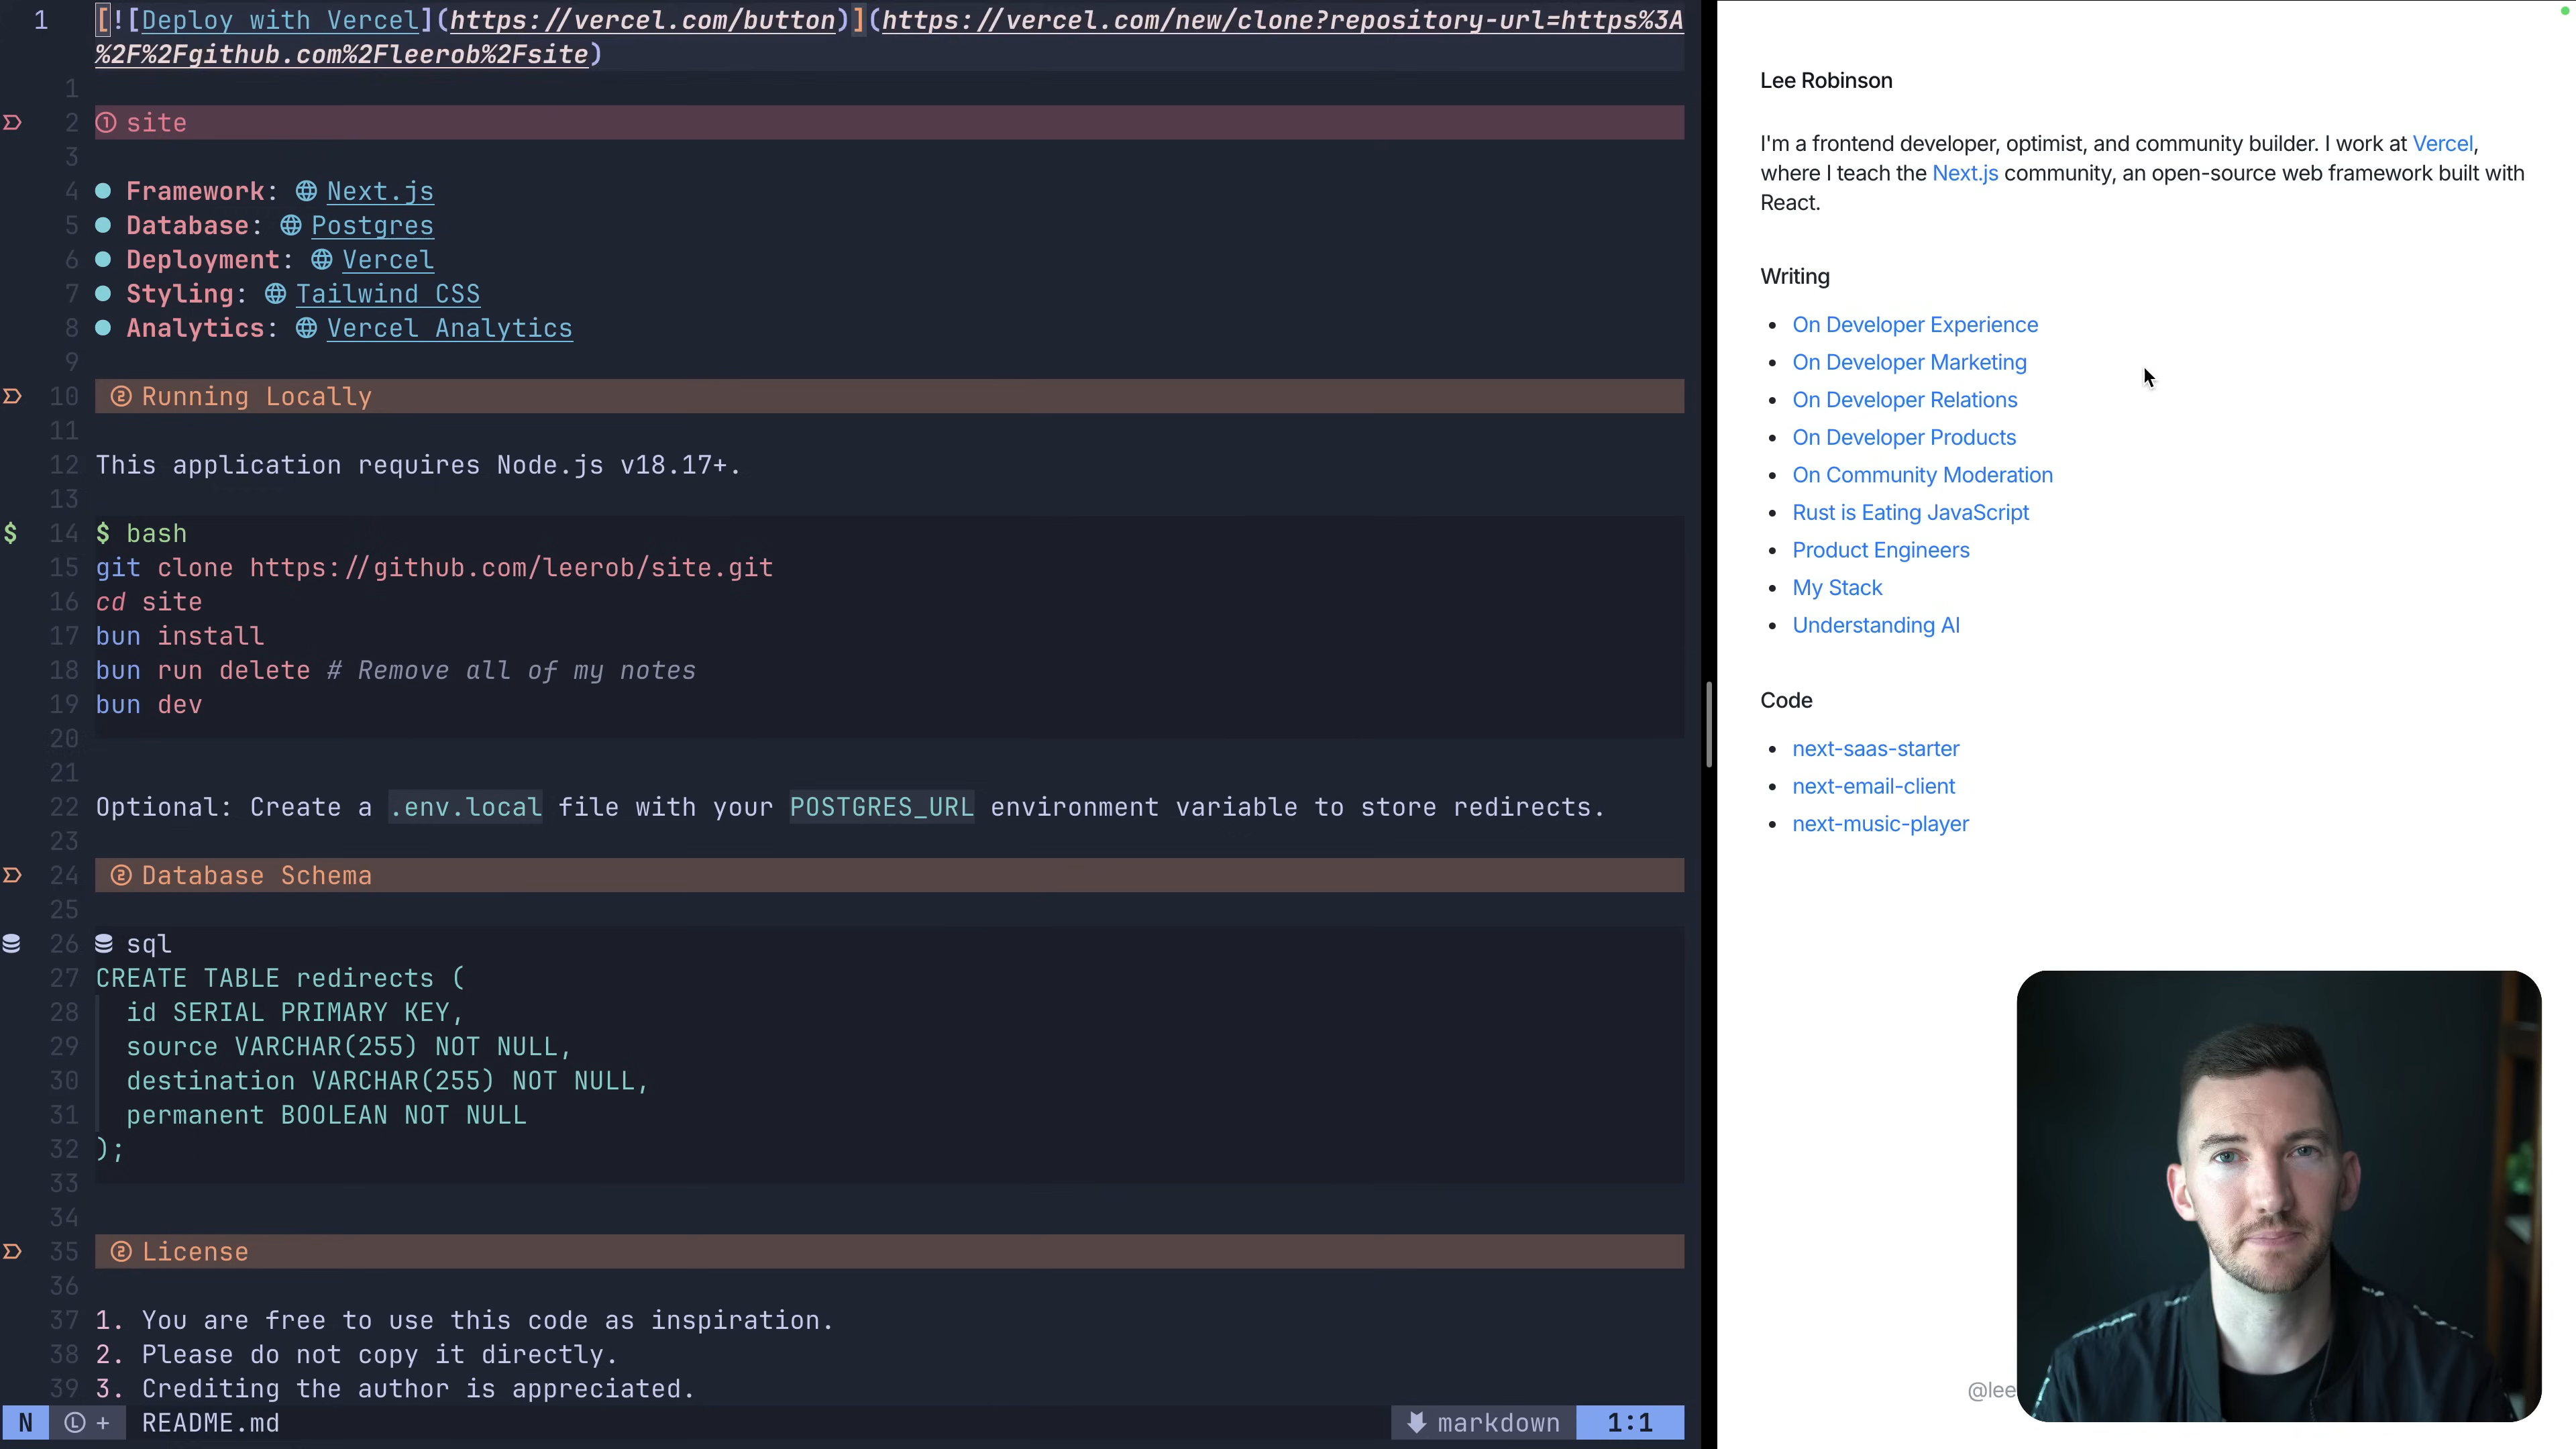 1 [![Deploy with Vercel](https://vercel.com/button)](https://vercel.com/new/clone?repository-url=https%3A
%2F%2Fgithub.com%2Fleerob%2Fsite)
1
2 ① site
3
4 ● Framework: Next.js
5 ● Database: Postgres
6 ● Deployment: Vercel
7 ● Styling: Tailwind CSS
8 ● Analytics: Vercel Analytics
9
10 ② Running Locally
11
12 This application requires Node.js v18.17+.
13
$ 14 $ bash
15 git clone https://github.com/leerob/site.git
16 cd site
17 bun install
18 bun run delete # Remove all of my notes
19 bun dev
20
21
22 Optional: Create a .env.local file with your POSTGRES_URL environment variable to store redirects.
23
24 ② Database Schema
25
26 sql
27 CREATE TABLE redirects (
28 id SERIAL PRIMARY KEY,
29 source VARCHAR(255) NOT NULL,
30 destination VARCHAR(255) NOT NULL,
31 permanent BOOLEAN NOT NULL
32 );
33
34
35 ② License
36
37 1. You are free to use this code as inspiration.
38 2. Please do not copy it directly.
39 3. Crediting the author is appreciated.
N Ⓛ + README.md markdown 1:1
Lee Robinson
I'm a frontend developer, optimist, and community builder. I work at Vercel,
where I teach the Next.js community, an open-source web framework built with
React.
Writing
• On Developer Experience
• On Developer Marketing
• On Developer Relations
• On Developer Products
• On Community Moderation
• Rust is Eating JavaScript
• Product Engineers
• My Stack
• Understanding AI
Code
• next-saas-starter
• next-email-client
• next-music-player
@lee